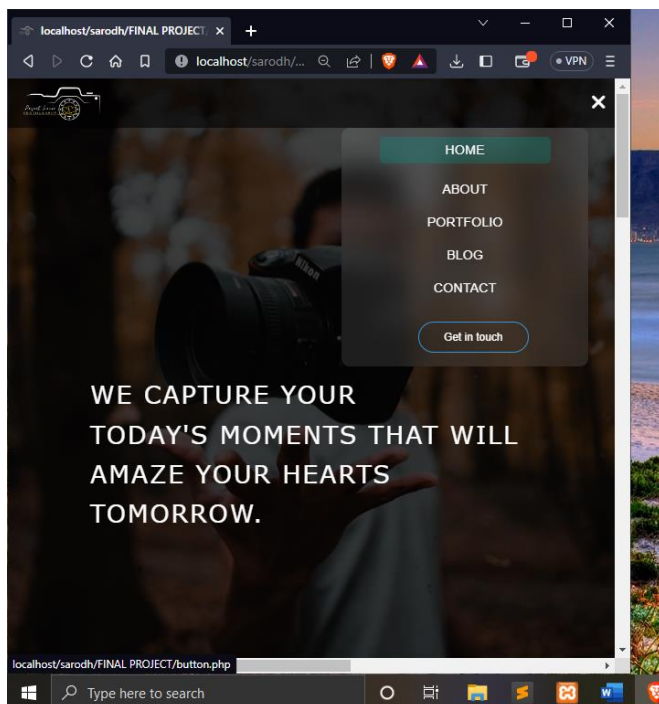 localhost/sarodh/FINAL PROJECT
localhost/sarodh/...
VPN
HOME
ABOUT
PORTFOLIO
BLOG
CONTACT
Get in touch
Nikon
WE CAPTURE YOUR
TODAY'S MOMENTS THAT WILL
AMAZE YOUR HEARTS
TOMORROW.
localhost/sarodh/FINAL PROJECT/button.php
Type here to search